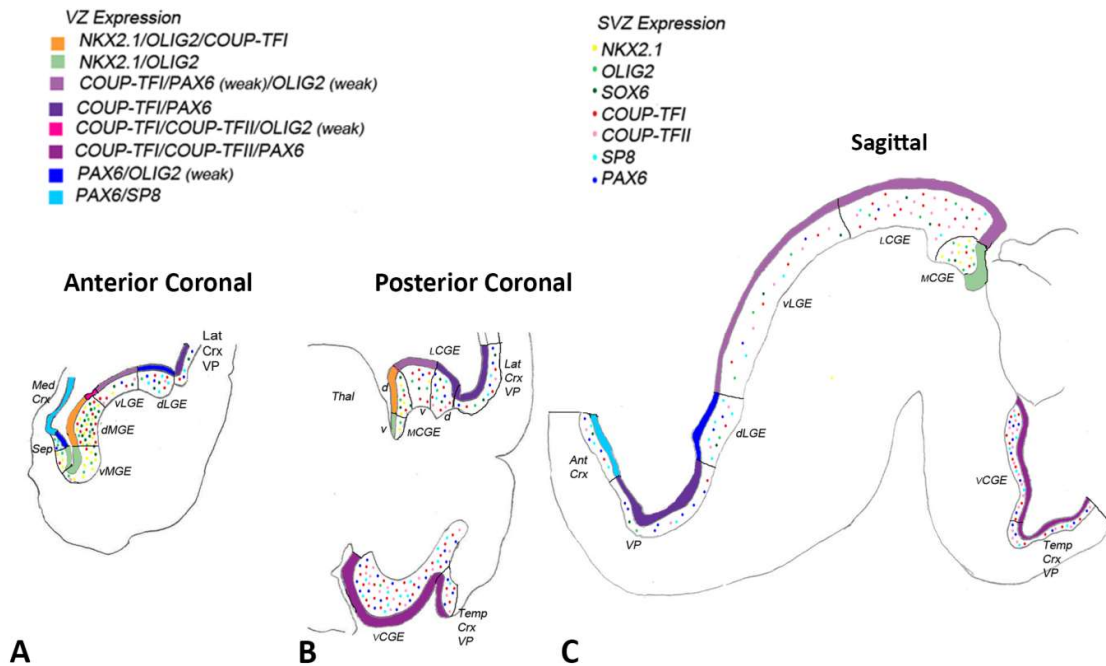 VZ Expression
NKX2.1/OLIG2/COUP-TFI
NKX2.1/OLIG2
COUP-TFI/PAX6 (weak)/OLIG2 (weak)
COUP-TFI/PAX6
COUP-TFI/COUP-TFII/OLIG2 (weak)
COUP-TFI/COUP-TFII/PAX6
PAX6/OLIG2 (weak)
PAX6/SP8
SVZ Expression
NKX2.1
OLIG2
SOX6
COUP-TFI
COUP-TFII
SP8
PAX6
Anterior Coronal
Lat
Crx
VP
Med
Crx
vLGE
dLGE
dMGE
Sep
vMGE
A
Posterior Coronal
LCGE
Lat
Crx
VP
Thal
d
v
d
v
MCGE
Temp
Crx
VP
vCGE
B
Sagittal
LCGE
MCGE
vLGE
dLGE
Ant
Crx
VP
vCGE
Temp
Crx
VP
C